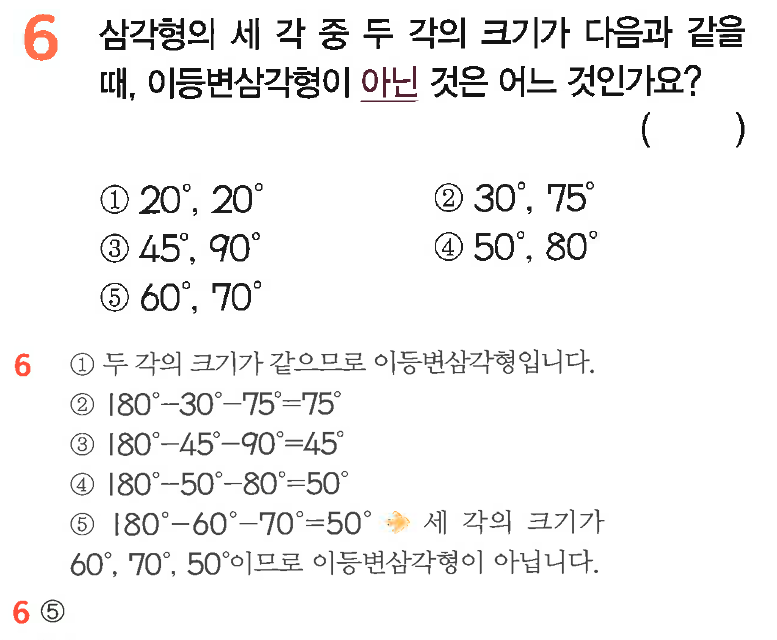 6 삼각형의 세 각 중 두 각의 크기가 다음과 같을
때, 이등변삼각형이 아닌 것은 어느 것인가요?
( )
① 20°, 20° ② 30°, 75°
③ 45°, 90° ④ 50°, 80°
⑤ 60°, 70°
6 ① 두 각의 크기가 같으므로 이등변삼각형입니다.
② 180°-30°-75°=75°
③ 180°-45°-90°=45°
④ 180°-50°-80°=50°
⑤ 180°-60°-70°=50° ➔ 세 각의 크기가
60°, 70°, 50°이므로 이등변삼각형이 아닙니다.
6 ⑤